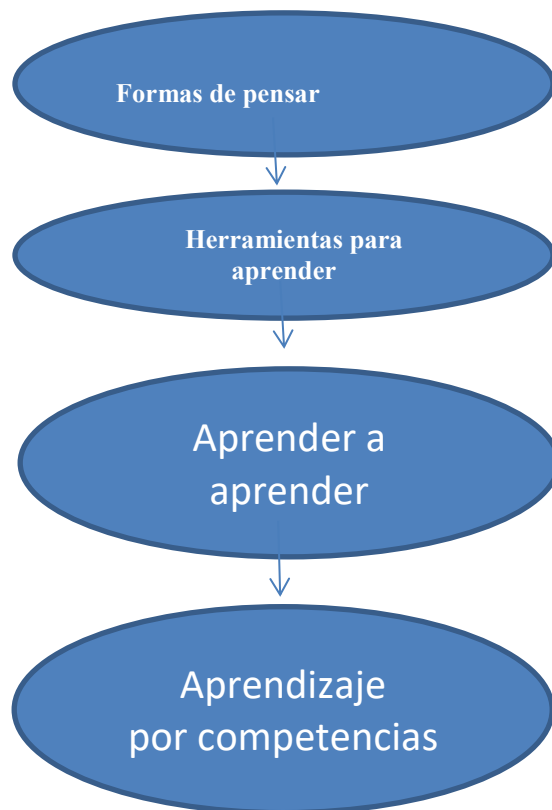 Formas de pensar
Herramientas para
aprender
Aprender a
aprender
Aprendizaje
por competencias